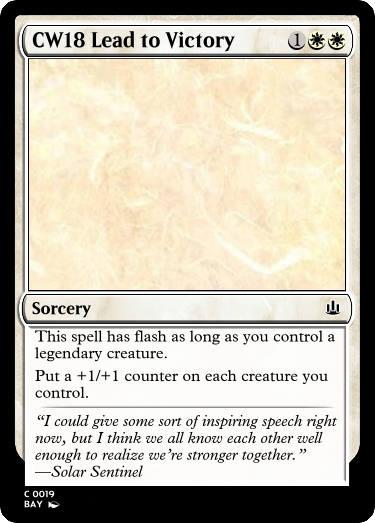 CW18 Lead to Victory 1
Sorcery
This spell has flash as long as you control a
legendary creature.
Put a +1/+1 counter on each creature you
control.
“I could give some sort of inspiring speech right
now, but I think we all know each other well
enough to realize we’re stronger together.”
—Solar Sentinel
C 0019
BAY